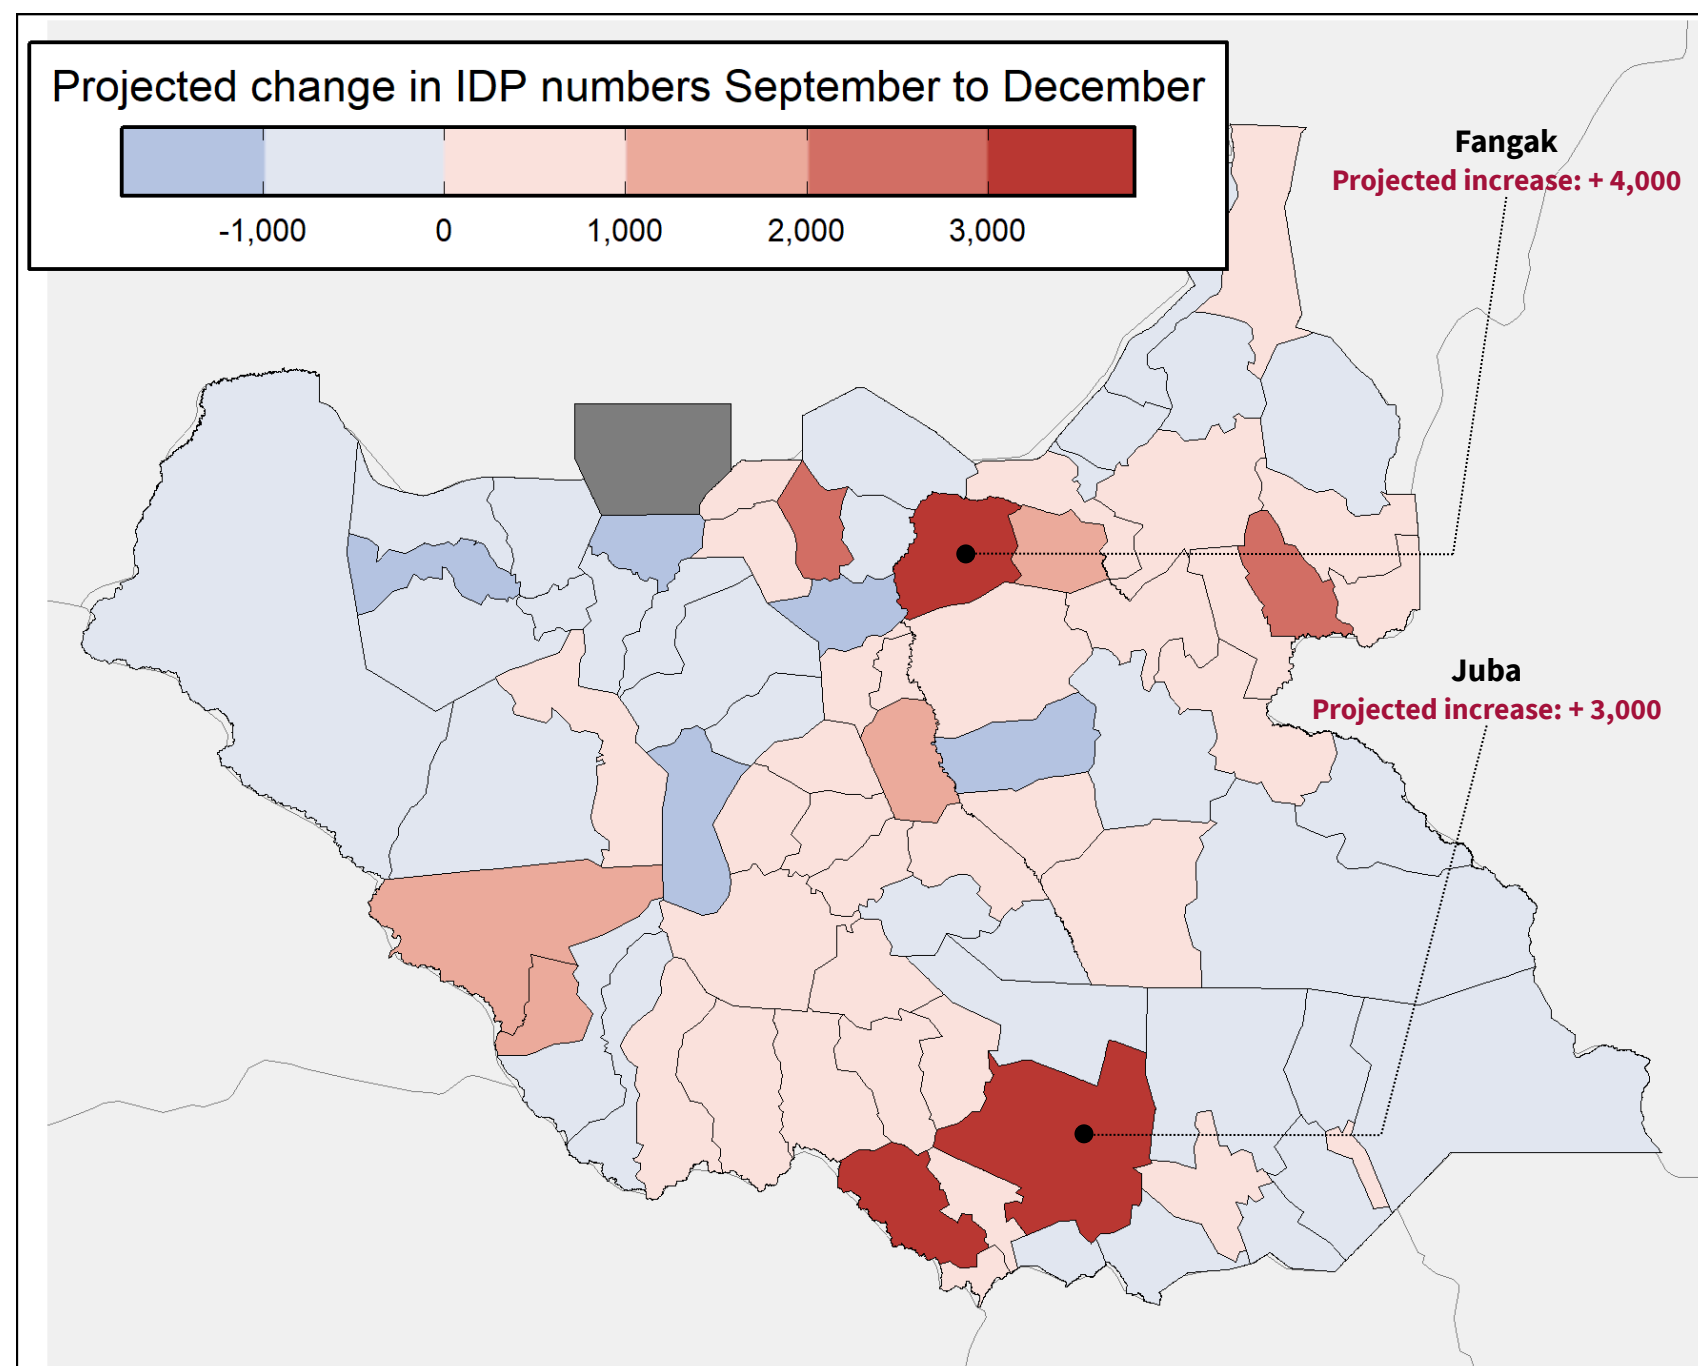 Projected change in IDP numbers September to December
-1,000 0 1,000 2,000 3,000
Fangak
Projected increase: + 4,000
Juba
Projected increase: + 3,000